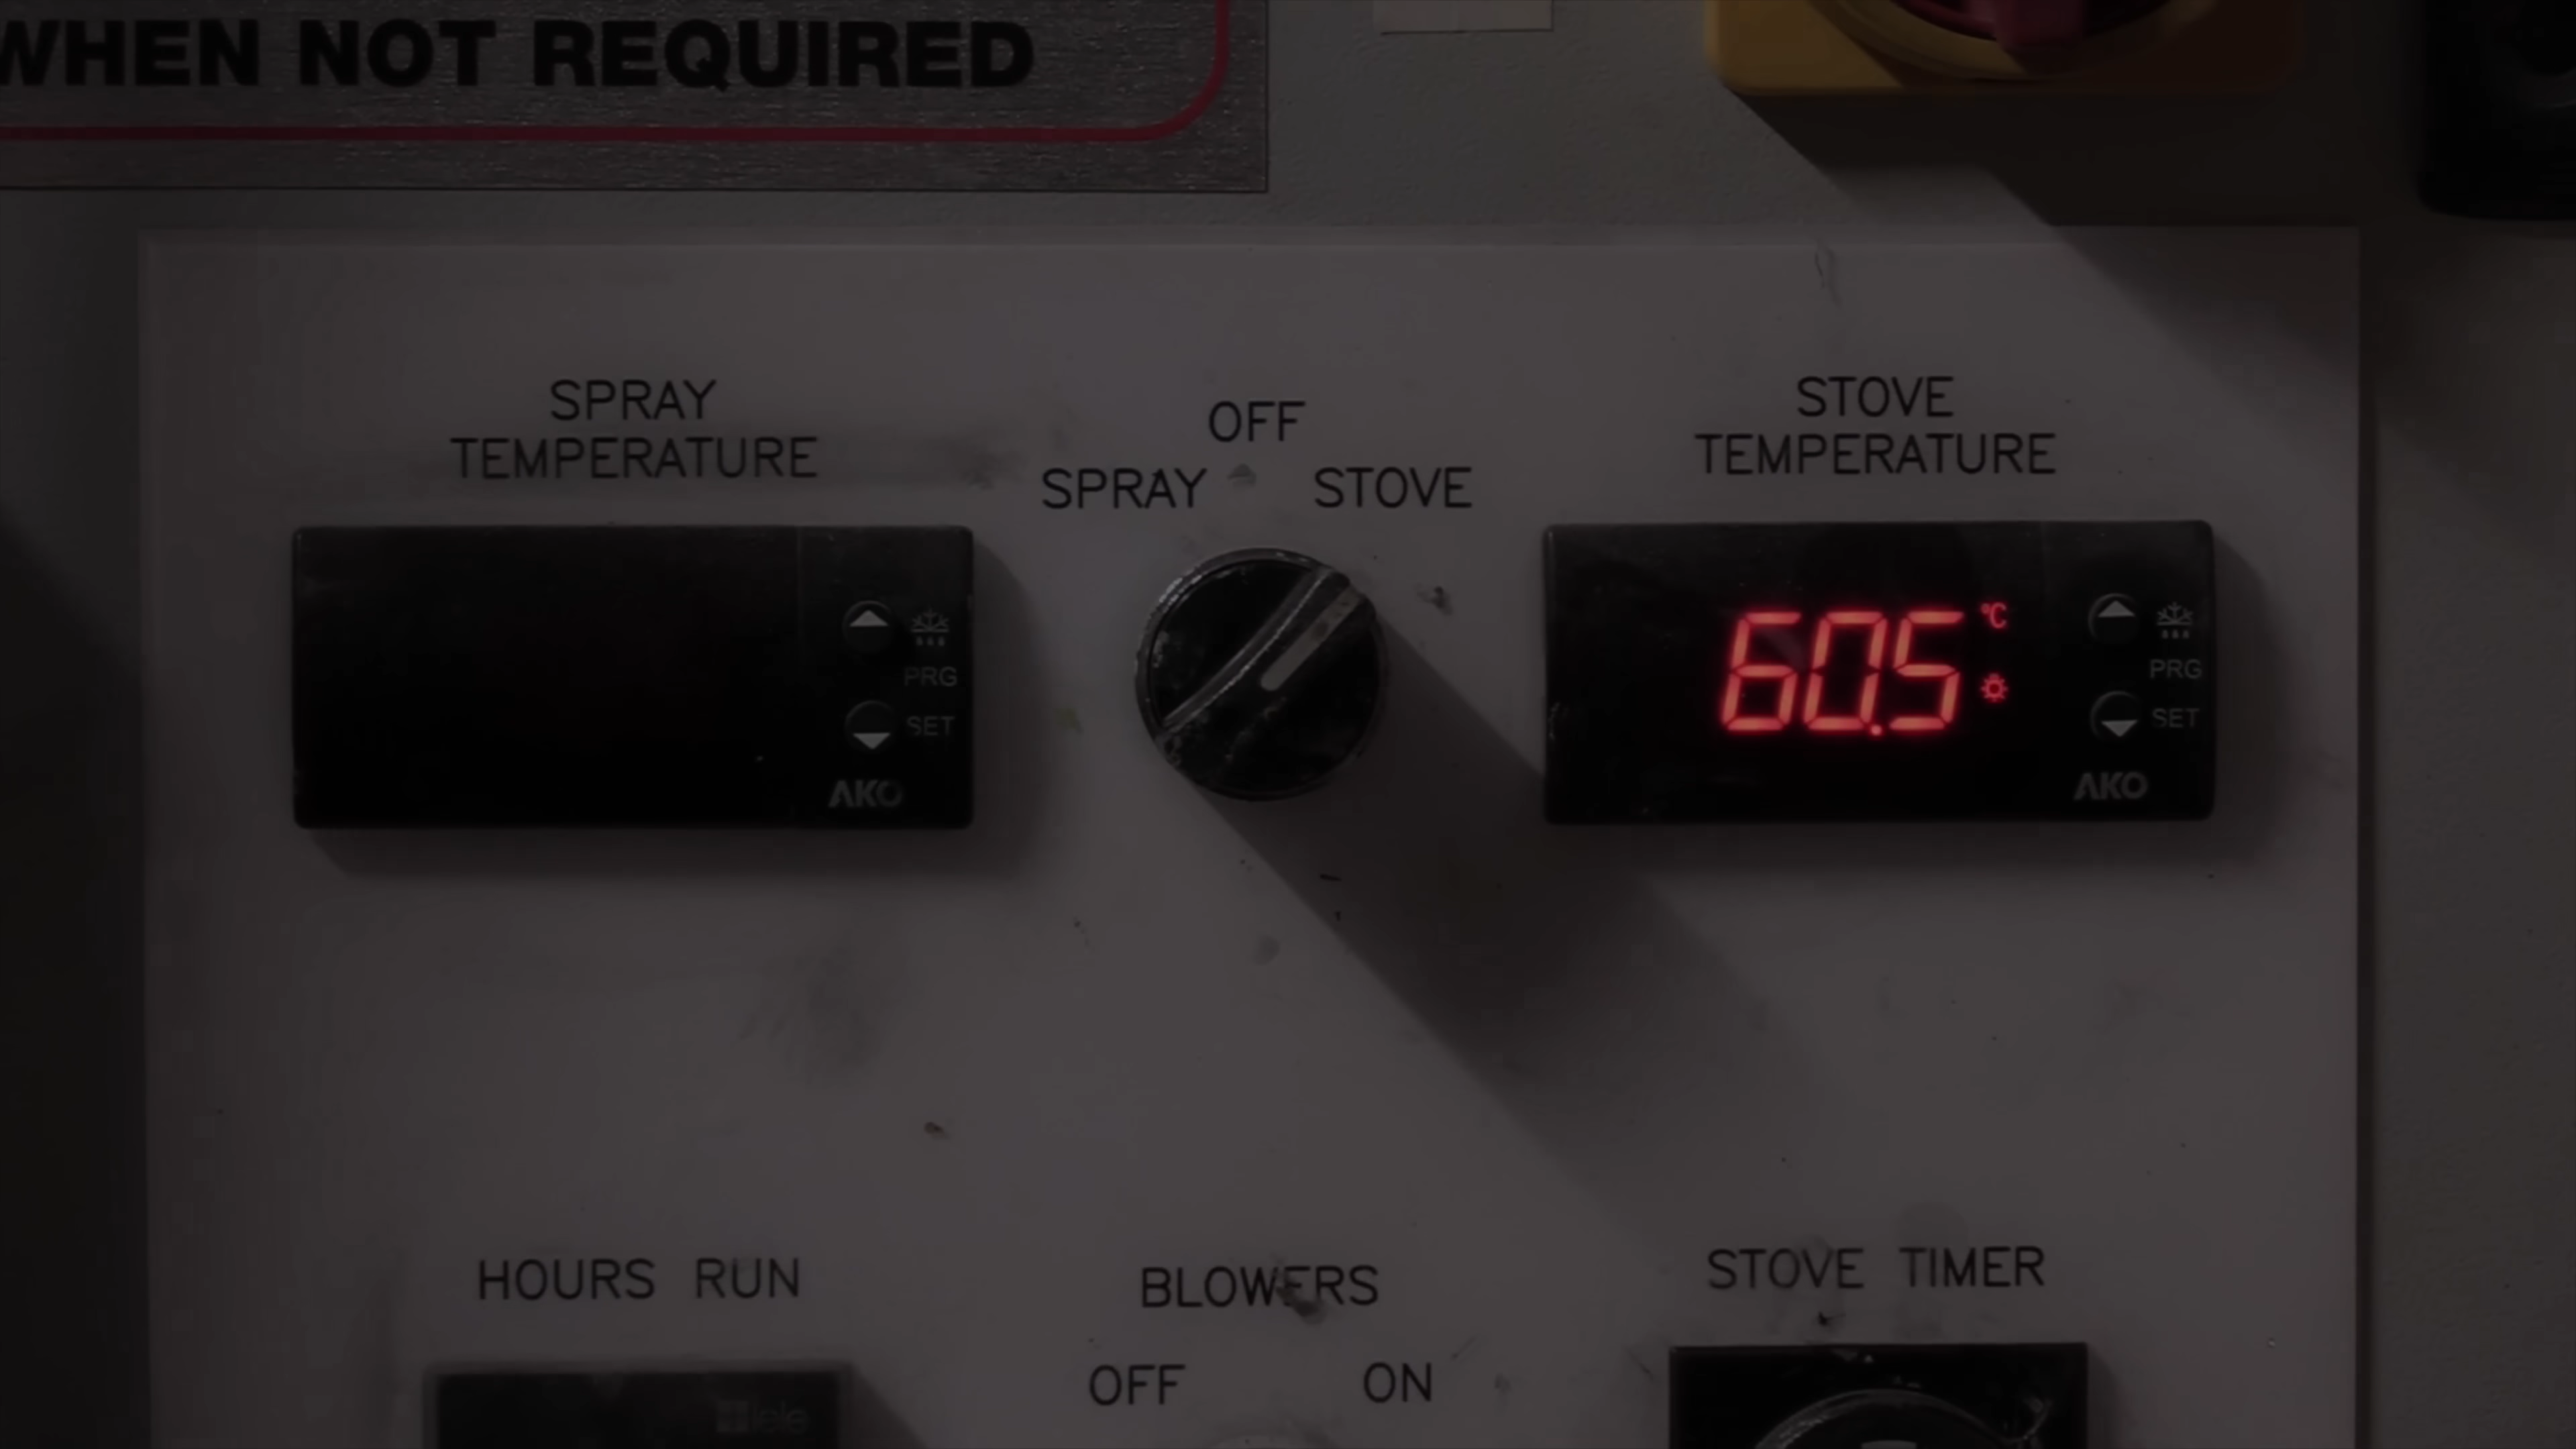 WHEN NOT REQUIRED
SPRAY
TEMPERATURE
OFF
SPRAY STOVE
STOVE
TEMPERATURE
PRG
SET
AKO
60.5 °C
PRG
SET
AKO
HOURS RUN
BLOWERS
STOVE TIMER
OFF ON
tele